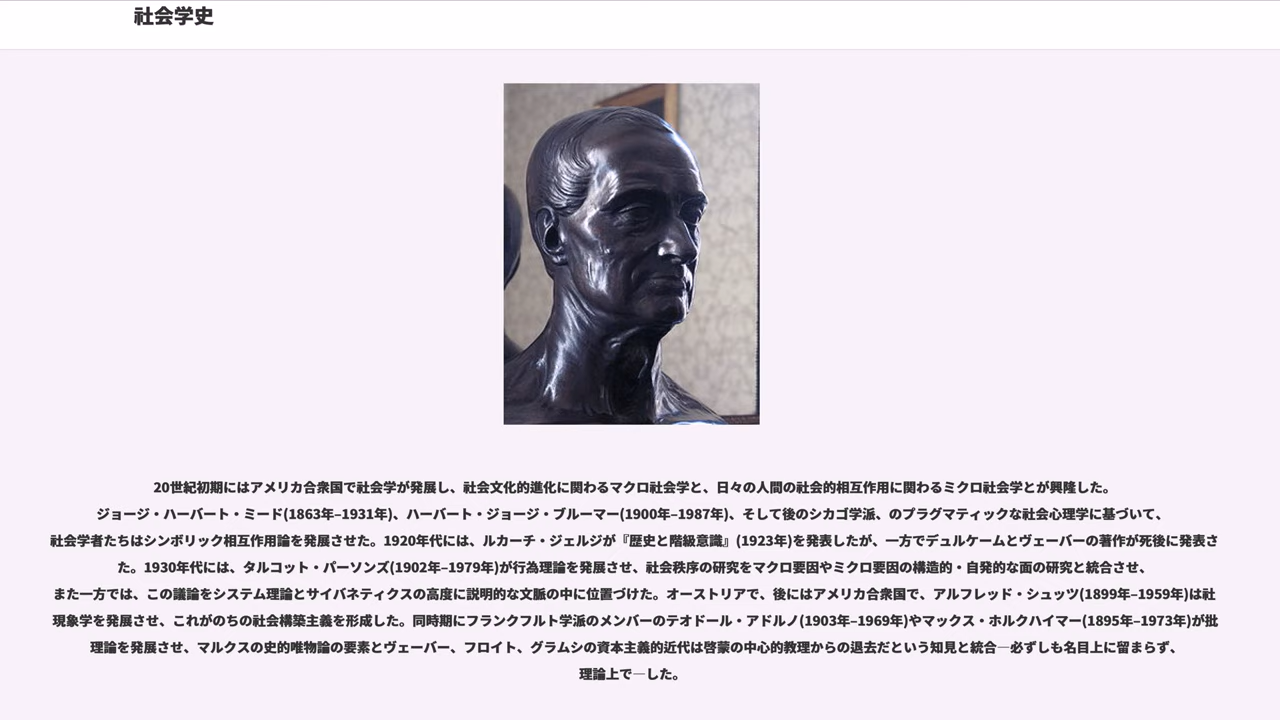 社会学史
20世紀初期にはアメリカ合衆国で社会学が発展し、社会文化的進化に関わるマクロ社会学と、日々の人間の社会的相互作用に関わるミクロ社会学とが興隆した。
ジョージ・ハーバート・ミード(1863年–1931年)、ハーバート・ジョージ・ブルーマー(1900年–1987年)、そして後のシカゴ学派、のプラグマティックな社会心理学に基づいて、
社会学者たちはシンボリック相互作用論を発展させた。1920年代には、ルカーチ・ジェルジが『歴史と階級意識』(1923年)を発表したが、一方でデュルケームとヴェーバーの著作が死後に発表さ
た。1930年代には、タルコット・パーソンズ(1902年–1979年)が行為理論を発展させ、社会秩序の研究をマクロ要因やミクロ要因の構造的・自発的な面の研究と統合させ、
また一方では、この議論をシステム理論とサイバネティクスの高度に説明的な文脈の中に位置づけた。オーストリアで、後にはアメリカ合衆国で、アルフレッド・シュッツ(1899年–1959年)は社
現象学を発展させ、これがのちの社会構築主義を形成した。同時期にフランクフルト学派のメンバーのテオドール・アドルノ(1903年–1969年)やマックス・ホルクハイマー(1895年–1973年)が批
理論を発展させ、マルクスの史的唯物論の要素とヴェーバー、フロイト、グラムシの資本主義的近代は啓蒙の中心的教理からの退去だという知見と統合―必ずしも名目上に留まらず、
理論上で―した。